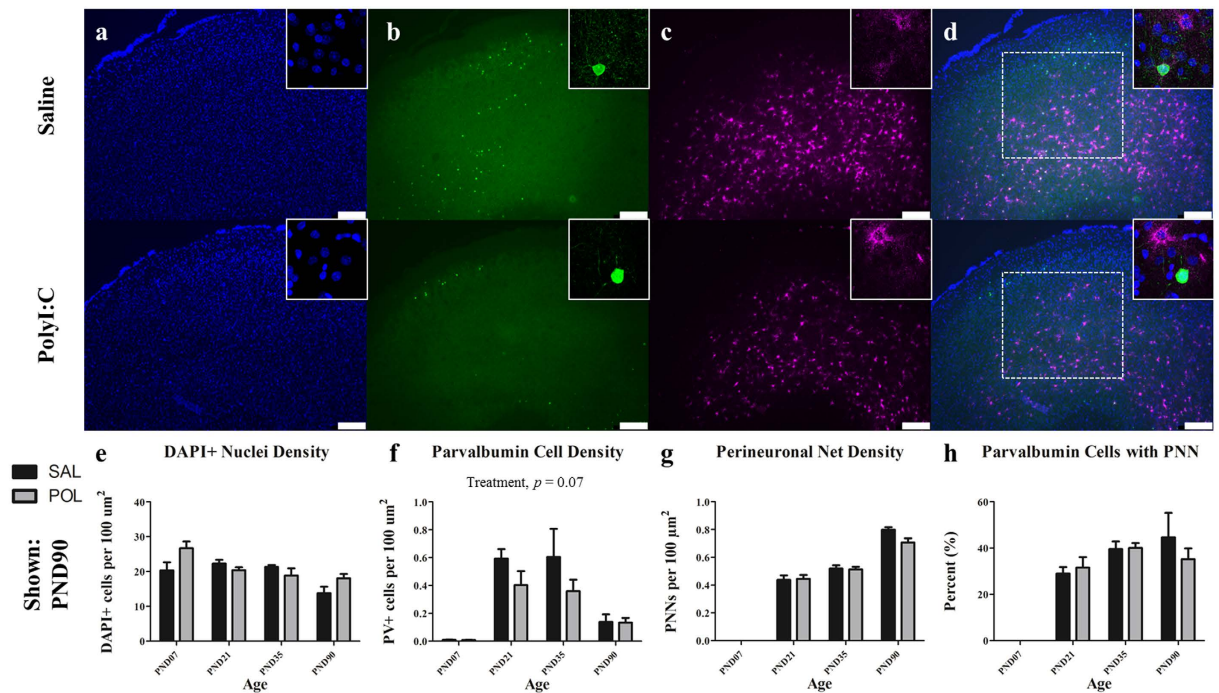 a b c d
Saline
PolyI:C
e DAPI+ Nuclei Density
f Parvalbumin Cell Density
g Perineuronal Net Density
h Parvalbumin Cells with PNN
SAL
POL
Shown:
PND90
Treatment, p = 0.07
DAPI+ cells per 100 um²
40
30
20
10
0
PND07 PND21 PND35 PND90
Age
PV+ cells per 100 um²
1.0
0.8
0.6
0.4
0.2
0.0
PND07 PND21 PND35 PND90
Age
PNNs per 100 µm²
1.0
0.8
0.6
0.4
0.2
0.0
PND07 PND21 PND35 PND90
Age
Percent (%)
60
40
20
0
PND07 PND21 PND35 PND90
Age